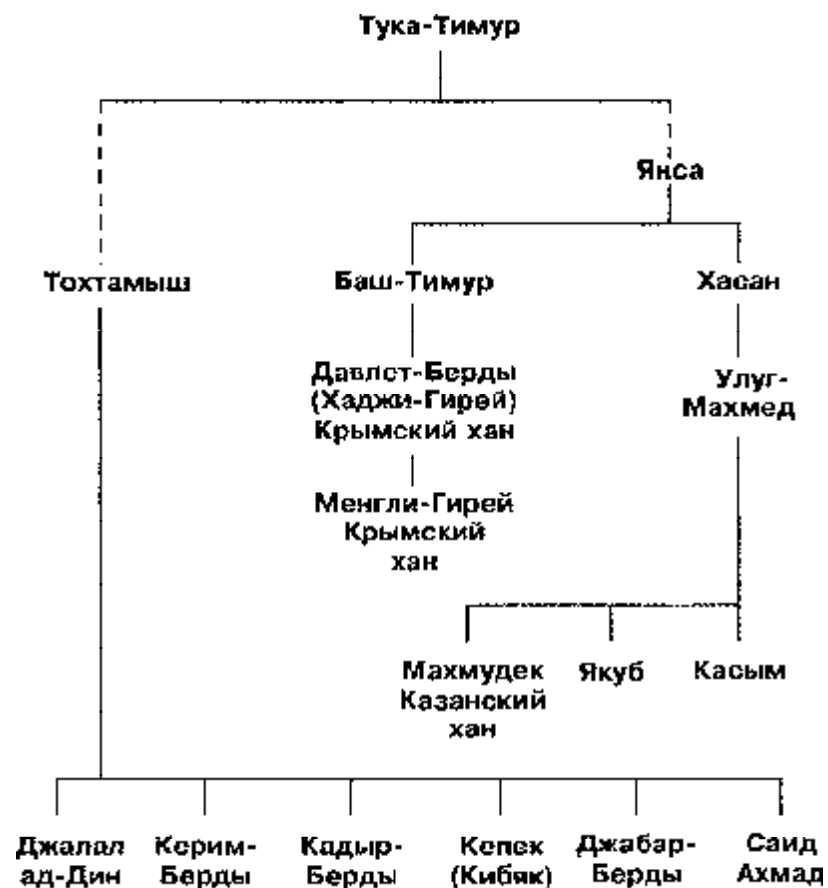 Тука-Тимур
Янса
Тохтамыш
Баш-Тимур
Хасан
Давлет-Берды
(Хаджи-Гирей)
Крымский хан
Улуг-
Махмед
Менгли-Гирей
Крымский
хан
Махмудек
Казанский
хан
Якуб
Касым
Джалал
ад-Дин
Керим-
Берды
Кадыр-
Берды
Кепек
(Кибяк)
Джабар-
Берды
Саид
Ахмад